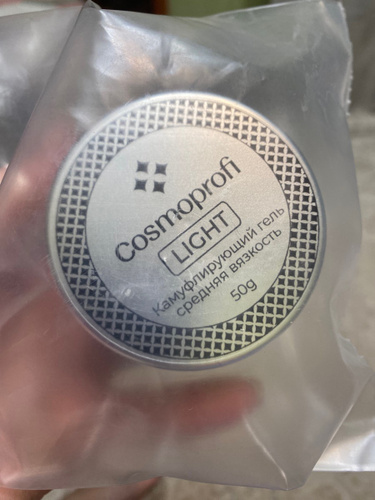 Cosmoprofi
LIGHT
Камуфлирующий гель
средняя вязкость
50g